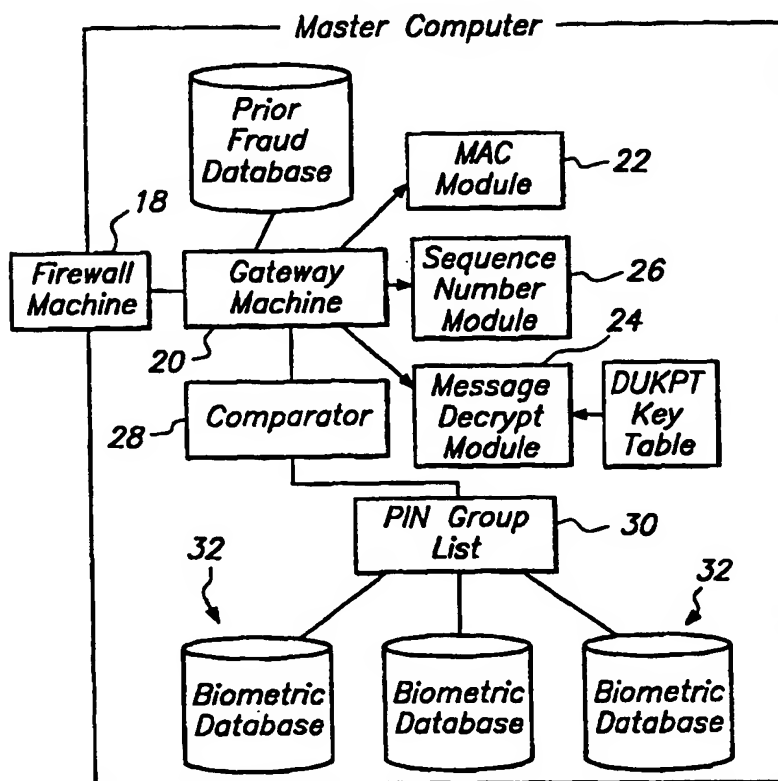 Master Computer
Prior
Fraud
Database
MAC
Module
22
18
Firewall
Machine
Gateway
Machine
Sequence
Number
Module
26
20
24
Comparator
28
Message
Decrypt
Module
DUKPT
Key
Table
PIN Group
List
30
32
32
Biometric
Database
Biometric
Database
Biometric
Database